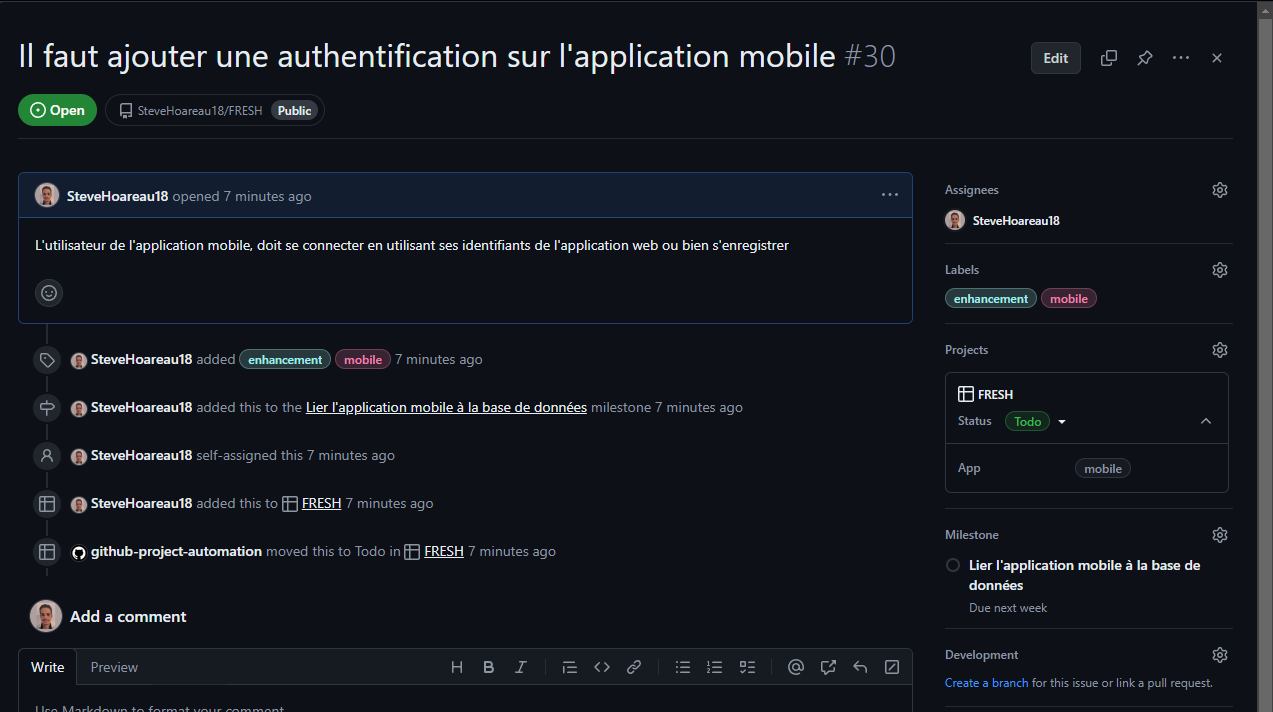 Il faut ajouter une authentification sur l'application mobile #30
Edit
Open
SteveHoareau18/FRESH Public
SteveHoareau18 opened 7 minutes ago
L'utilisateur de l'application mobile, doit se connecter en utilisant ses identifiants de l'application web ou bien s'enregistrer
SteveHoareau18 added enhancement mobile 7 minutes ago
SteveHoareau18 added this to the Lier l'application mobile à la base de données milestone 7 minutes ago
SteveHoareau18 self-assigned this 7 minutes ago
SteveHoareau18 added this to FRESH 7 minutes ago
github-project-automation moved this to Todo in FRESH 7 minutes ago
Add a comment
Write Preview
Use Markdown to format your comment
Assignees
SteveHoareau18
Labels
enhancement mobile
Projects
FRESH
Status Todo
App mobile
Milestone
Lier l'application mobile à la base de
données
Due next week
Development
Create a branch for this issue or link a pull request.